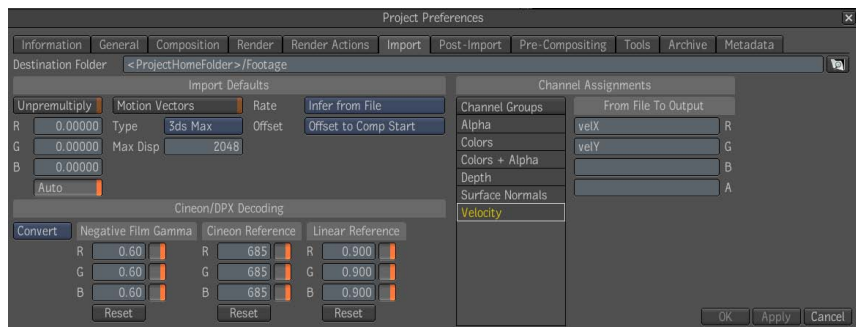 Project Preferences
Information General Composition Render Render Actions Import Post-Import Pre-Compositing Tools Archive Metadata
Destination Folder <ProjectHomeFolder>/Footage
Import Defaults
Unpremultiply Motion Vectors Rate Infer from File
R 0.00000 Type 3ds Max Offset Offset to Comp Start
G 0.00000 Max Disp 2048
B 0.00000
Auto
Cineon/DPX Decoding
Convert Negative Film Gamma Cineon Reference Linear Reference
R 0.60 R 685 R 0.900
G 0.60 G 685 G 0.900
B 0.60 B 685 B 0.900
Reset Reset Reset
Channel Assignments
Channel Groups
Alpha
Colors
Colors + Alpha
Depth
Surface Normals
Velocity
From File To Output
velX R
velY G
B
A
OK Apply Cancel